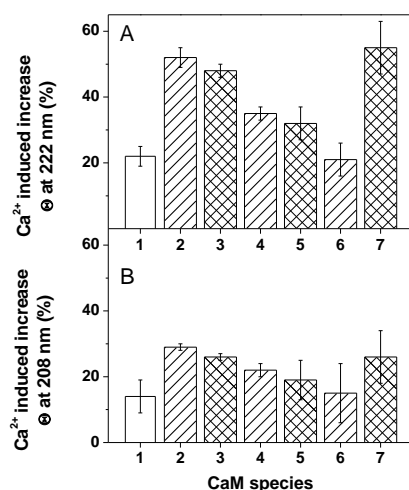 A
Ca²⁺ induced increase
Θ at 222 nm (%)
60
40
20
1 2 3 4 5 6 7
B
Ca²⁺ induced increase
Θ at 208 nm (%)
60
40
20
0
1 2 3 4 5 6 7
CaM species